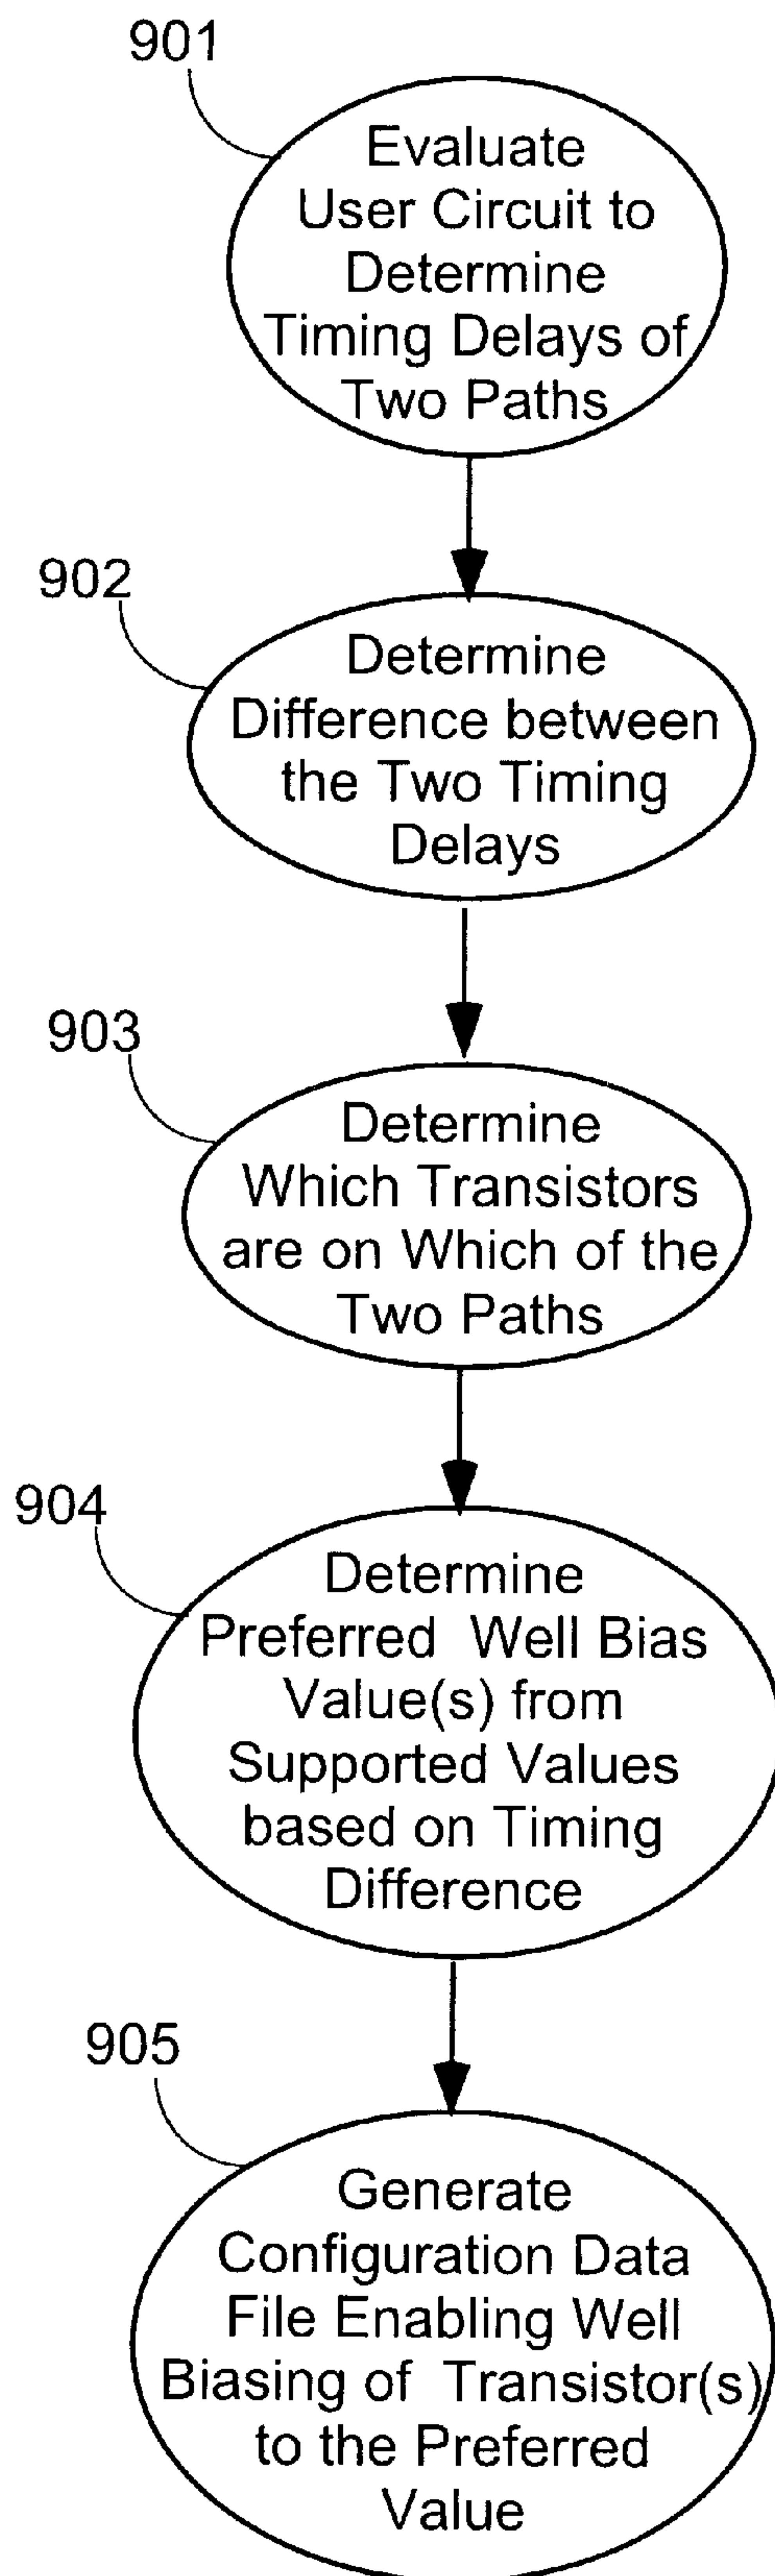 901
Evaluate
User Circuit to
Determine
Timing Delays of
Two Paths
902
Determine
Difference between
the Two Timing
Delays
903
Determine
Which Transistors
are on Which of the
Two Paths
904
Determine
Preferred Well Bias
Value(s) from
Supported Values
based on Timing
Difference
905
Generate
Configuration Data
File Enabling Well
Biasing of Transistor(s)
to the Preferred
Value